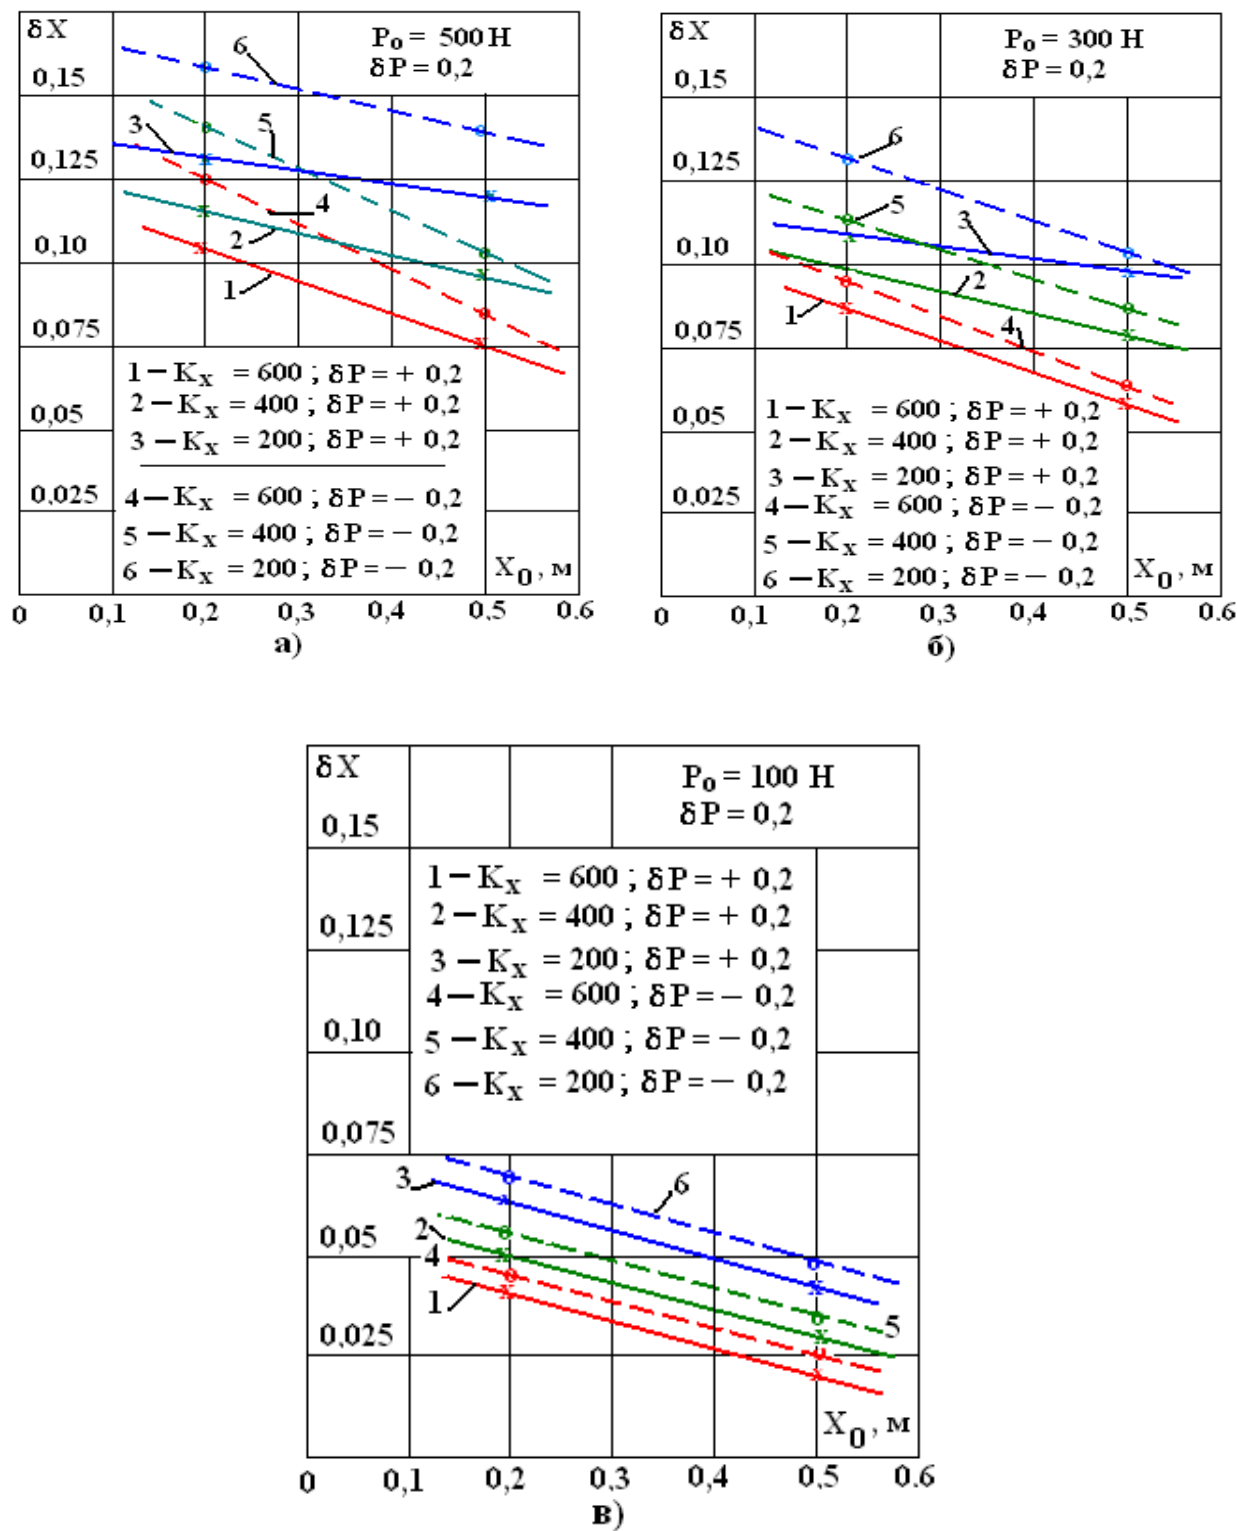 δX
P₀ = 500 Н
δP = 0,2
0,15
0,125
0,10
0,075
0,05
0,025
6
3
5
4
2
1
1 – Kₓ = 600 ; δP = + 0,2
2 – Kₓ = 400 ; δP = + 0,2
3 – Kₓ = 200 ; δP = + 0,2
4 – Kₓ = 600 ; δP = – 0,2
5 – Kₓ = 400 ; δP = – 0,2
6 – Kₓ = 200 ; δP = – 0,2
X₀ , м
0 0,1 0,2 0,3 0,4 0,5 0.6
а)
δX
P₀ = 300 Н
δP = 0,2
0,15
0,125
0,10
0,075
0,05
0,025
6
5
3
2
1
4
1 – Kₓ = 600 ; δP = + 0,2
2 – Kₓ = 400 ; δP = + 0,2
3 – Kₓ = 200 ; δP = + 0,2
4 – Kₓ = 600 ; δP = – 0,2
5 – Kₓ = 400 ; δP = – 0,2
6 – Kₓ = 200 ; δP = – 0,2
X₀ , м
0 0,1 0,2 0,3 0,4 0,5 0.6
б)
δX
P₀ = 100 Н
δP = 0,2
0,15
0,125
0,10
0,075
0,05
0,025
1 – Kₓ = 600 ; δP = + 0,2
2 – Kₓ = 400 ; δP = + 0,2
3 – Kₓ = 200 ; δP = + 0,2
4 – Kₓ = 600 ; δP = – 0,2
5 – Kₓ = 400 ; δP = – 0,2
6 – Kₓ = 200 ; δP = – 0,2
3
6
2
4
1
5
X₀ , м
0 0,1 0,2 0,3 0,4 0,5 0.6
в)